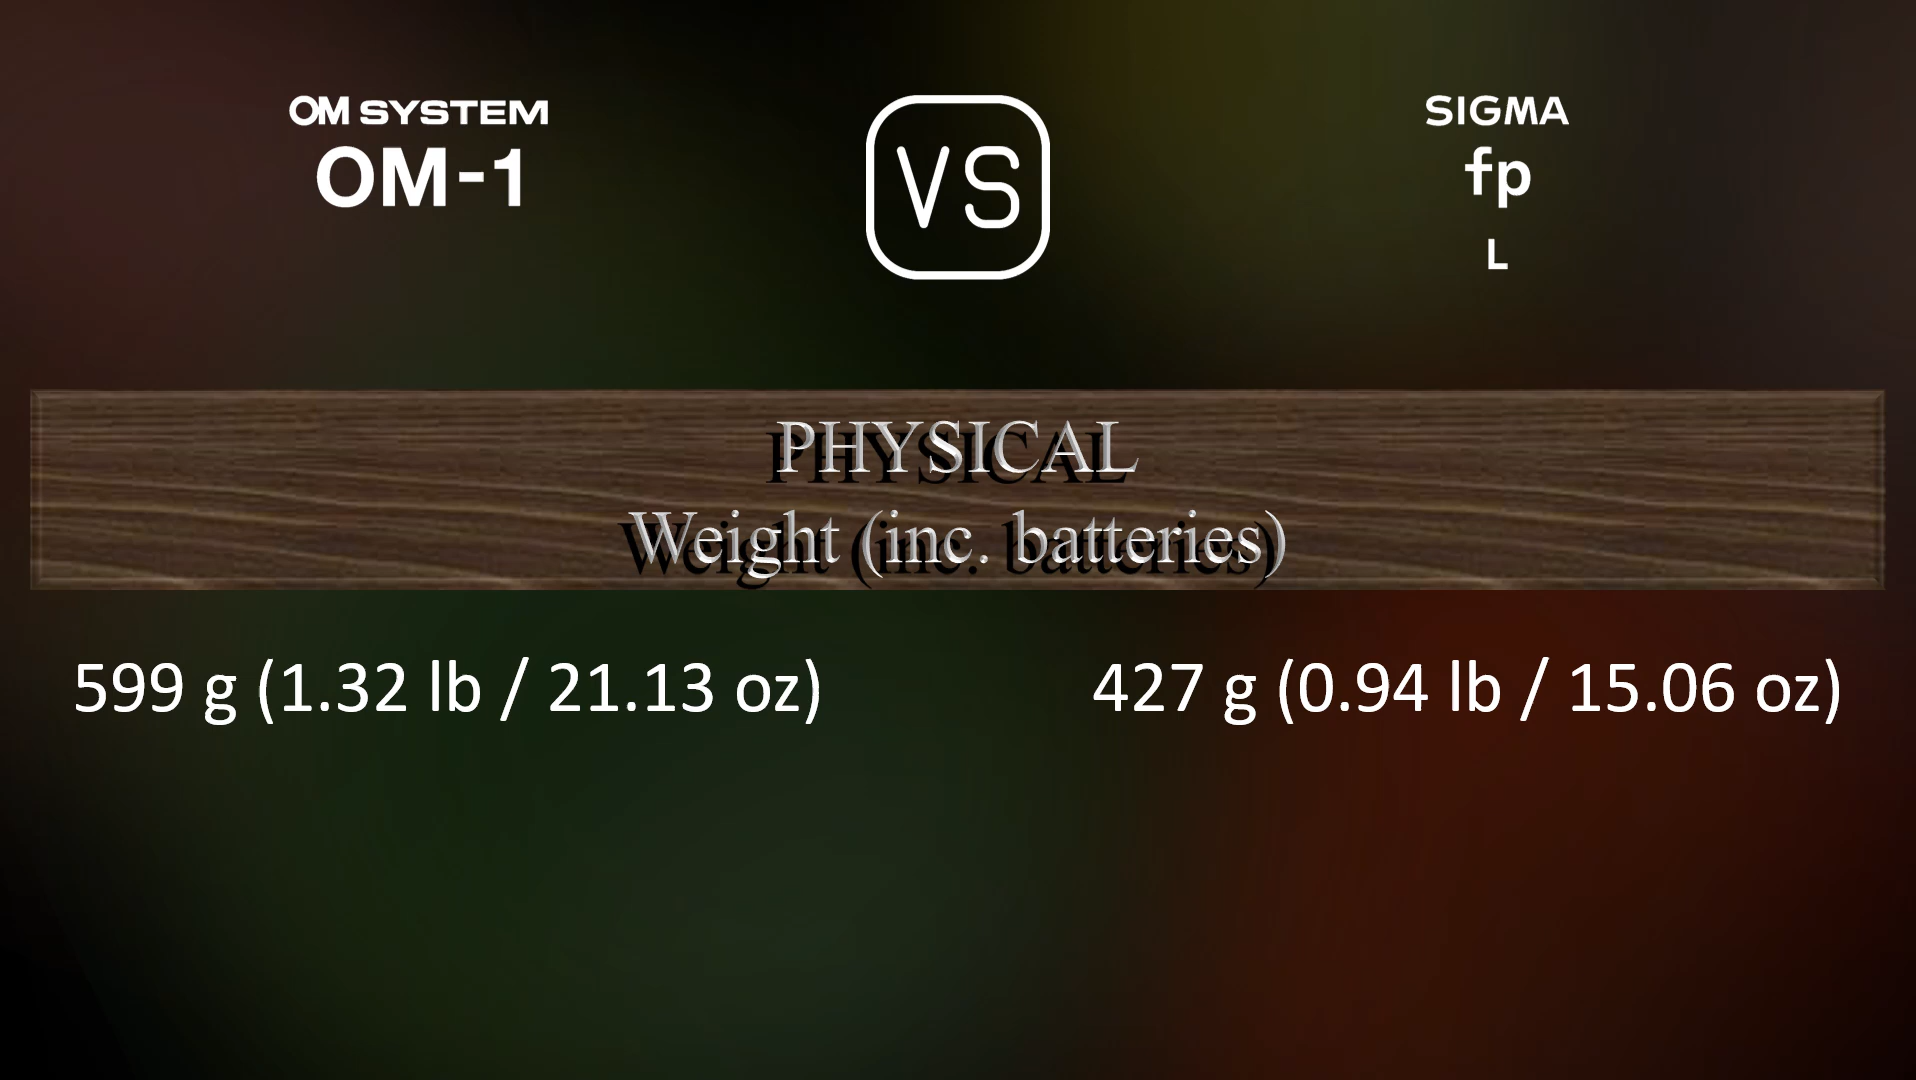 OM SYSTEM
OM-1
VS
SIGMA
fp
L
PHYSICAL
Weight (inc. batteries)
599 g (1.32 lb / 21.13 oz)
427 g (0.94 lb / 15.06 oz)